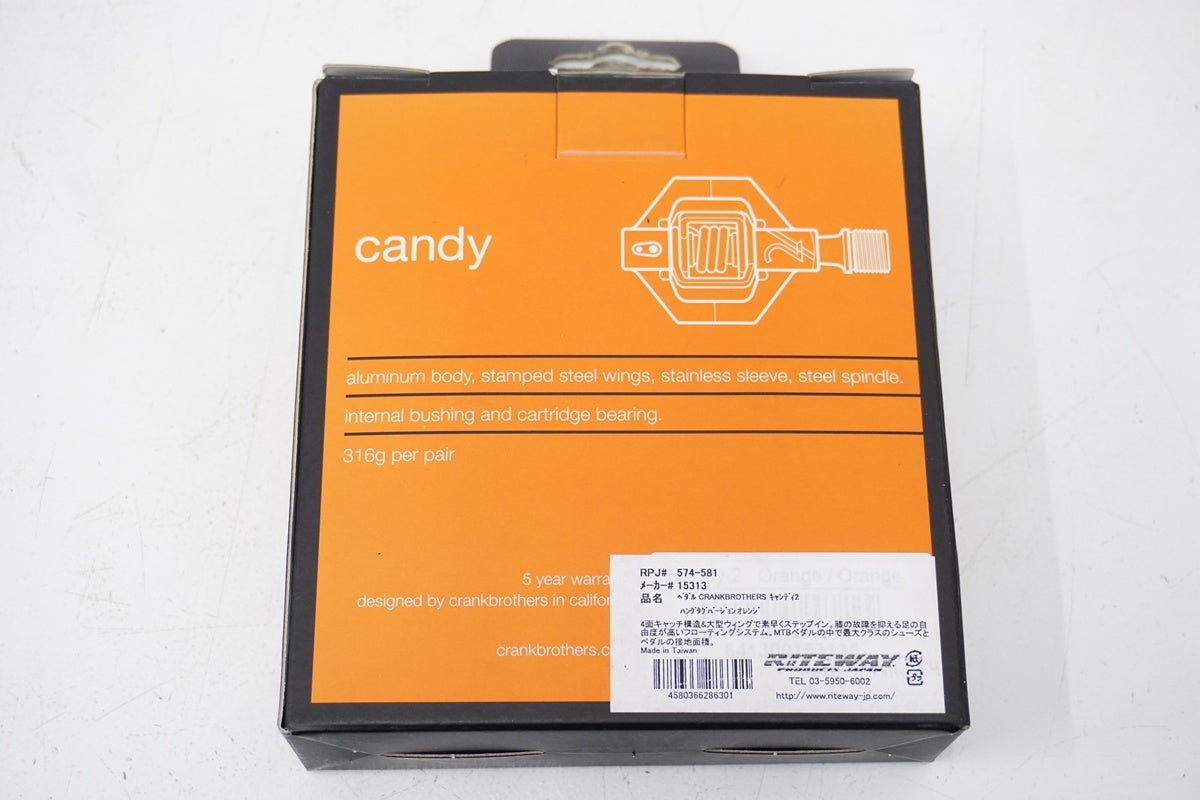 candy
aluminum body, stamped steel wings, stainless sleeve, steel spindle.
internal bushing and cartridge bearing.
316g per pair
5 year warra
designed by crankbrothers in califor
crankbrothers.c
2 Orange / Orange
RPJ# 574-581
ﾒｰｶｰ# 15313
品名 ﾍﾟﾀﾞﾙ CRANKBROTHERS ｷｬﾝﾃﾞｨ2
ﾊﾝｸﾞﾀｸﾞﾊﾞｰｼﾞｮﾝ ｵﾚﾝｼﾞ
4面キャッチ構造&大型ウィングで素早くステップイン。膝の故障を抑える足の自
由度が高いフローティングシステム。MTBペダルの中で最大クラスのシューズと
ペダルの接地面積。
Made in Taiwan
4580366286301
RITEWAY
PRODUCTS JAPAN
TEL 03-5950-6002
http://www.riteway-jp.com/
紙
プラ